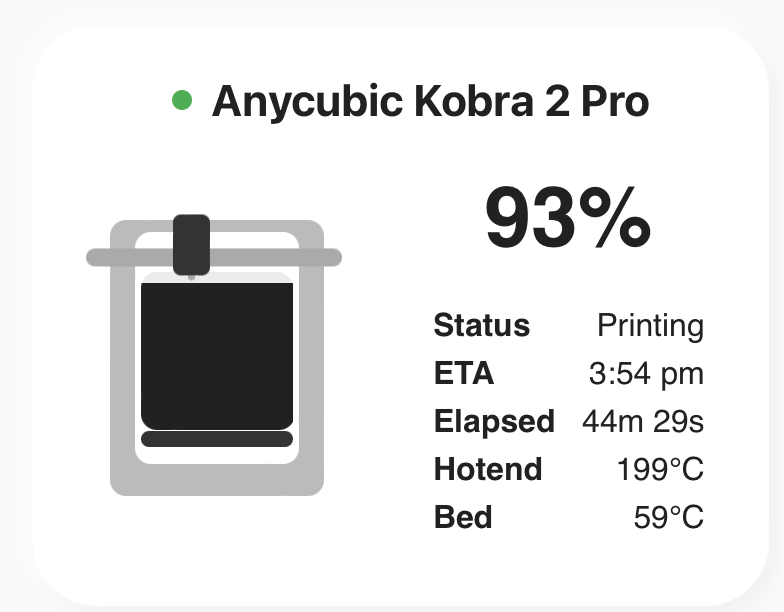 Anycubic Kobra 2 Pro
93%
Status Printing
ETA 3:54 pm
Elapsed 44m 29s
Hotend 199°C
Bed 59°C